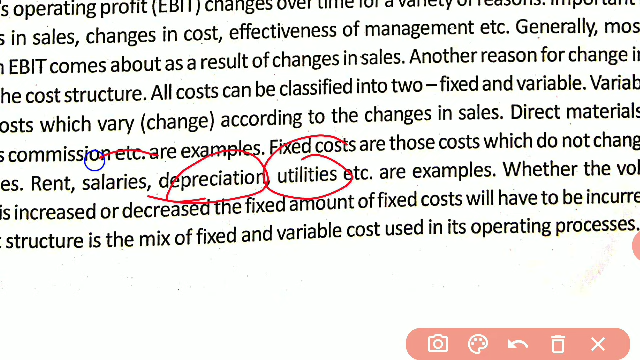 's operating profit (EBIT) changes over time for a variety of reasons. Important
s in sales, changes in cost, effectiveness of management etc. Generally, mos
EBIT comes about as a result of changes in sales. Another reason for change i
he cost structure. All costs can be classified into two – fixed and variable. Variab
osts which vary (change) according to the changes in sales. Direct materials
s commission etc. are examples. Fixed costs are those costs which do not chang
es. Rent, salaries, depreciation, utilities etc. are examples. Whether the vol
is increased or decreased the fixed amount of fixed costs will have to be incurre
structure is the mix of fixed and variable cost used in its operating processes.